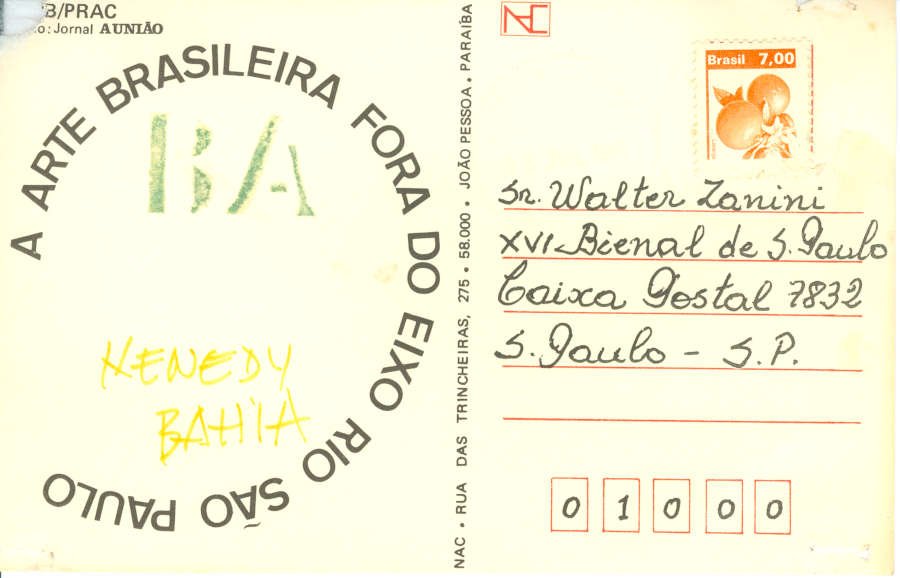 B/PRAC
o: Jornal A UNIÃO
A ARTE BRASILEIRA FORA DO EIXO RIO SÃO PAULO
BA
KENEDY
BAHIA
NAC • RUA DAS TRINCHEIRAS, 275 • 58.000 • JOÃO PESSOA • PARAÍBA
NAC
Brasil 7,00
Sr. Walter Zanini
XVI Bienal de S. Paulo
Caixa Postal 7832
S. Paulo - S.P.
0 1 0 0 0